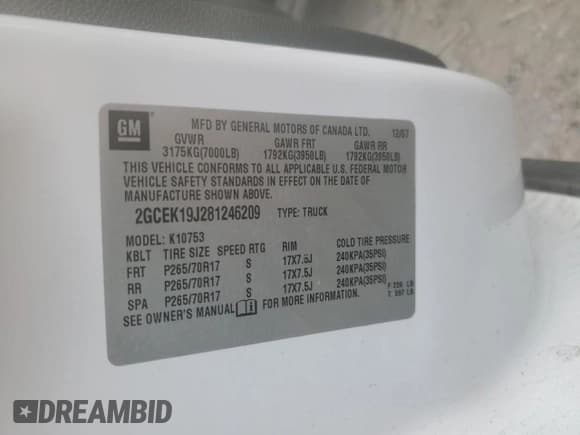 GM
MFD BY GENERAL MOTORS OF CANADA LTD. 12/07
GVWR GAWR FRT GAWR RR
3175KG(7000LB) 1792KG(3950LB) 1792KG(3950LB)
THIS VEHICLE CONFORMS TO ALL APPLICABLE U.S. FEDERAL MOTOR
VEHICLE SAFETY STANDARDS IN EFFECT ON THE DATE OF
MANUFACTURE SHOWN ABOVE.
2GCEK19J281246209 TYPE: TRUCK
MODEL: K10753
KBLT TIRE SIZE SPEED RTG RIM COLD TIRE PRESSURE
FRT P265/70R17 S 17X7.5J 240KPA(35PSI)
RR P265/70R17 S 17X7.5J 240KPA(35PSI)
SPA P265/70R17 S 17X7.5J 240KPA(35PSI)
SEE OWNER'S MANUAL FOR MORE INFORMATION.
DREAMBID